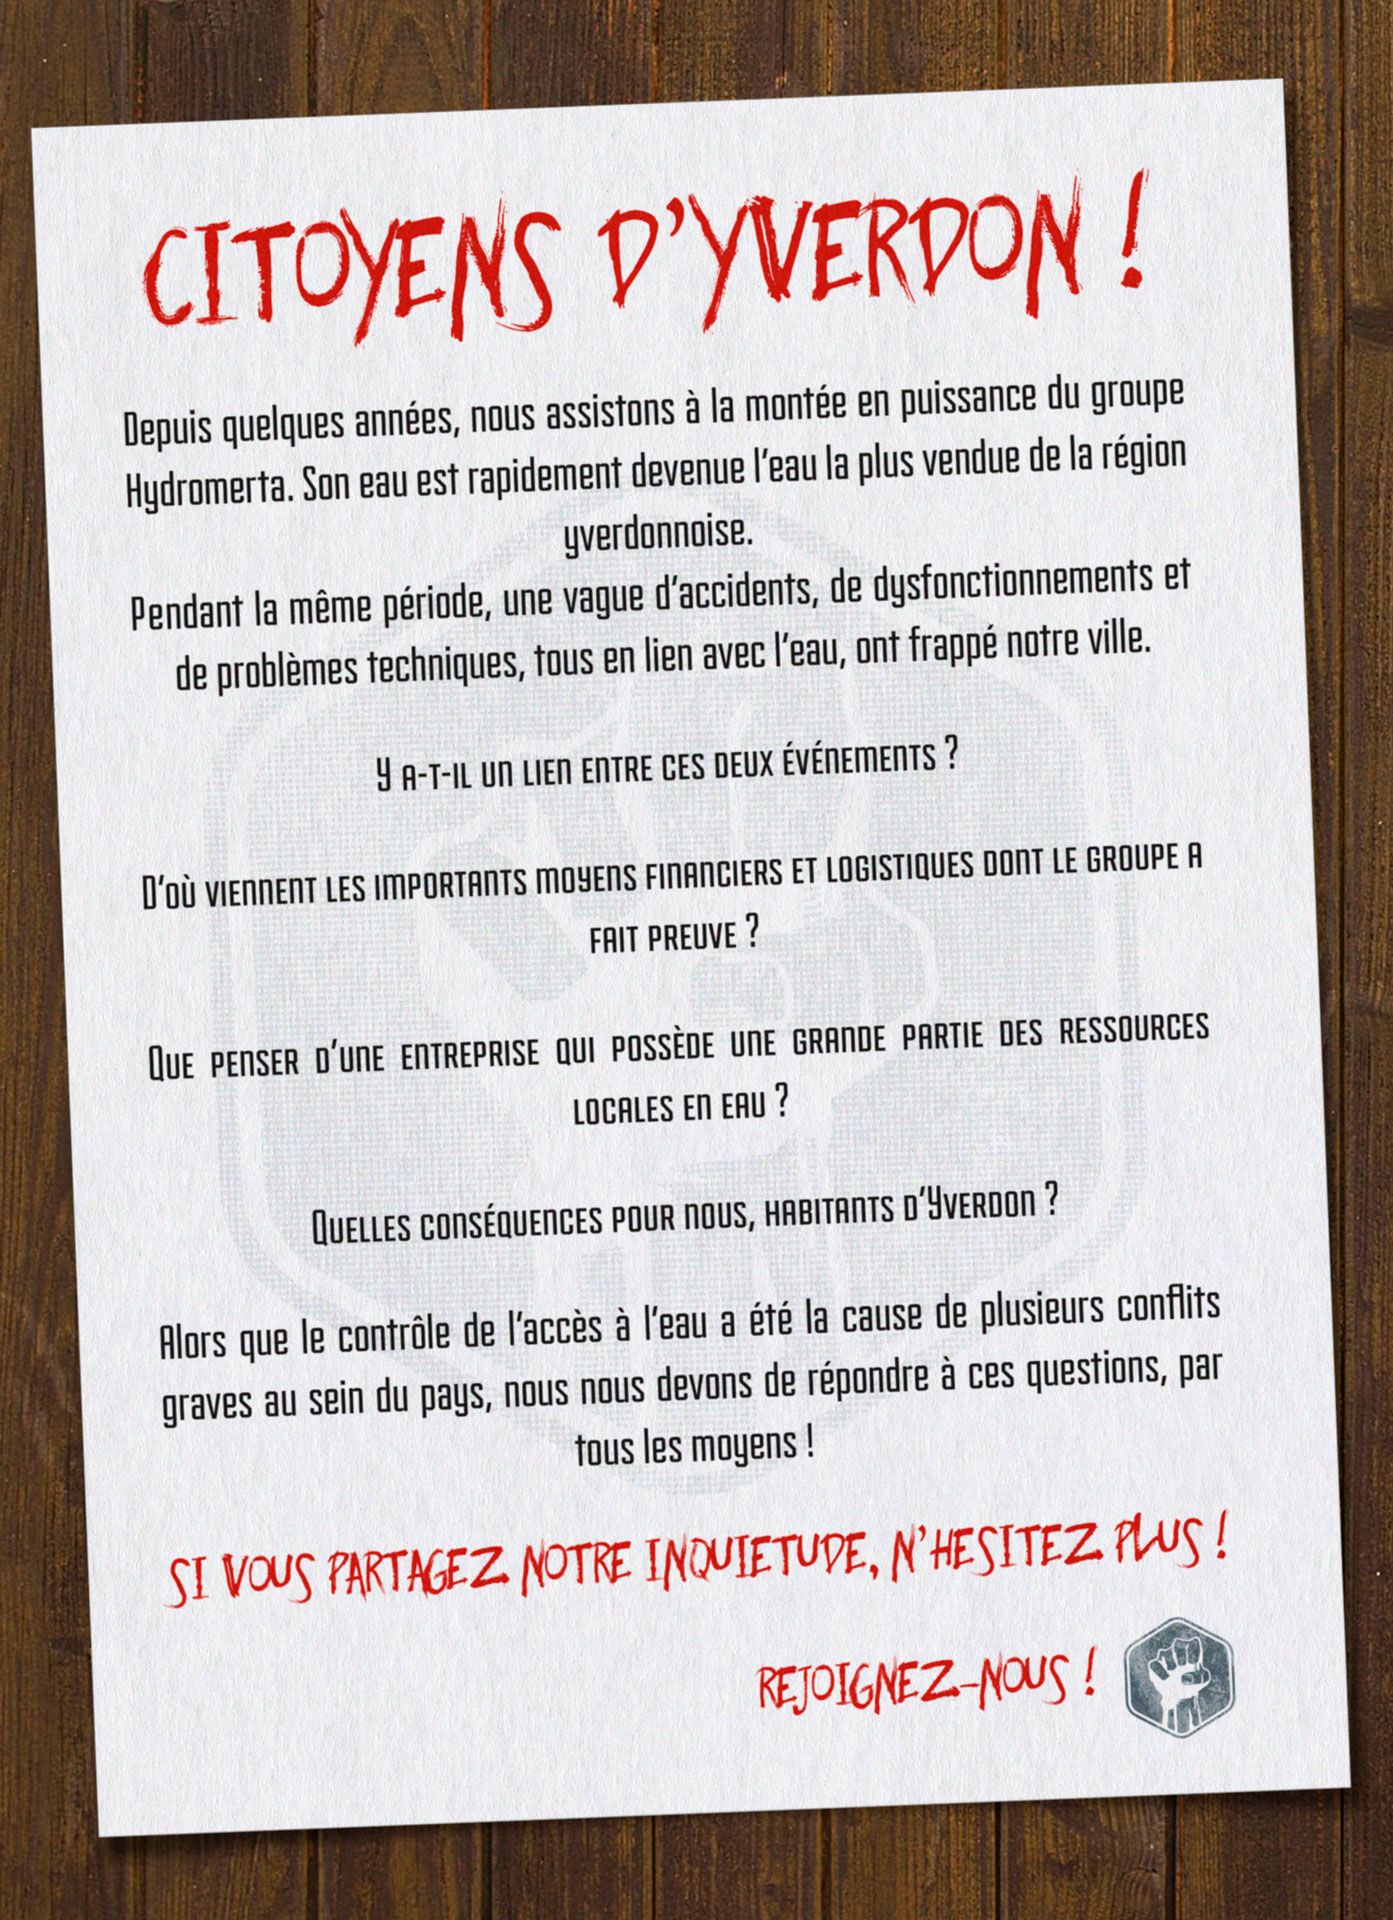 CITOYENS D'YVERDON !
Depuis quelques années, nous assistons à la montée en puissance du groupe
Hydromerta. Son eau est rapidement devenue l'eau la plus vendue de la région
yverdonnoise.
Pendant la même période, une vague d'accidents, de dysfonctionnements et
de problèmes techniques, tous en lien avec l'eau, ont frappé notre ville.
Y A-T-IL UN LIEN ENTRE CES DEUX ÉVÉNEMENTS ?
D'OÙ VIENNENT LES IMPORTANTS MOYENS FINANCIERS ET LOGISTIQUES DONT LE GROUPE A
FAIT PREUVE ?
QUE PENSER D'UNE ENTREPRISE QUI POSSÈDE UNE GRANDE PARTIE DES RESSOURCES
LOCALES EN EAU ?
QUELLES CONSÉQUENCES POUR NOUS, HABITANTS D'YVERDON ?
Alors que le contrôle de l'accès à l'eau a été la cause de plusieurs conflits
graves au sein du pays, nous nous devons de répondre à ces questions, par
tous les moyens !
SI VOUS PARTAGEZ NOTRE INQUIETUDE, N'HESITEZ PLUS !
REJOIGNEZ-NOUS !